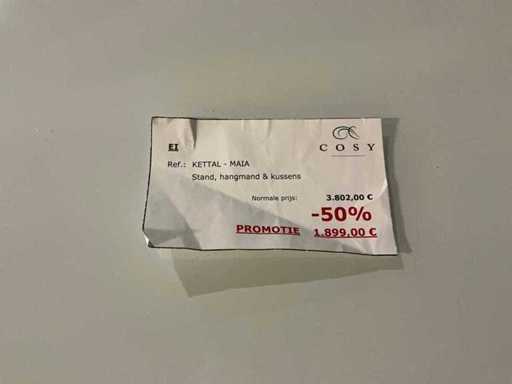 COSY
EI
Ref.: KETTAL - MAIA
Stand, hangmand & kussens
Normale prijs: 3.802,00 €
-50%
PROMOTIE 1.899,00 €